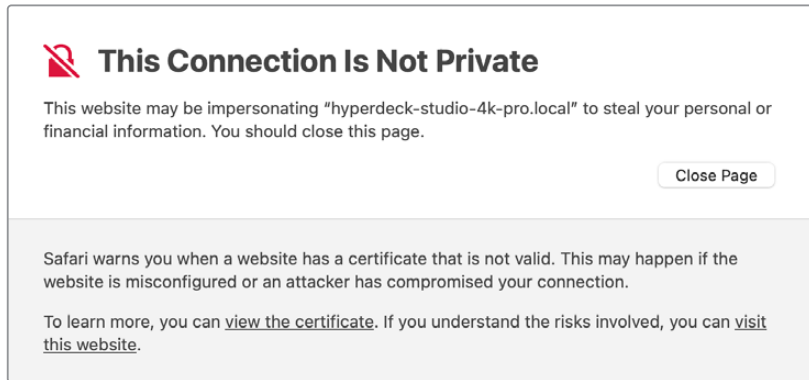 This Connection Is Not Private
This website may be impersonating “hyperdeck-studio-4k-pro.local” to steal your personal or
financial information. You should close this page.
Close Page
Safari warns you when a website has a certificate that is not valid. This may happen if the
website is misconfigured or an attacker has compromised your connection.
To learn more, you can view the certificate. If you understand the risks involved, you can visit
this website.